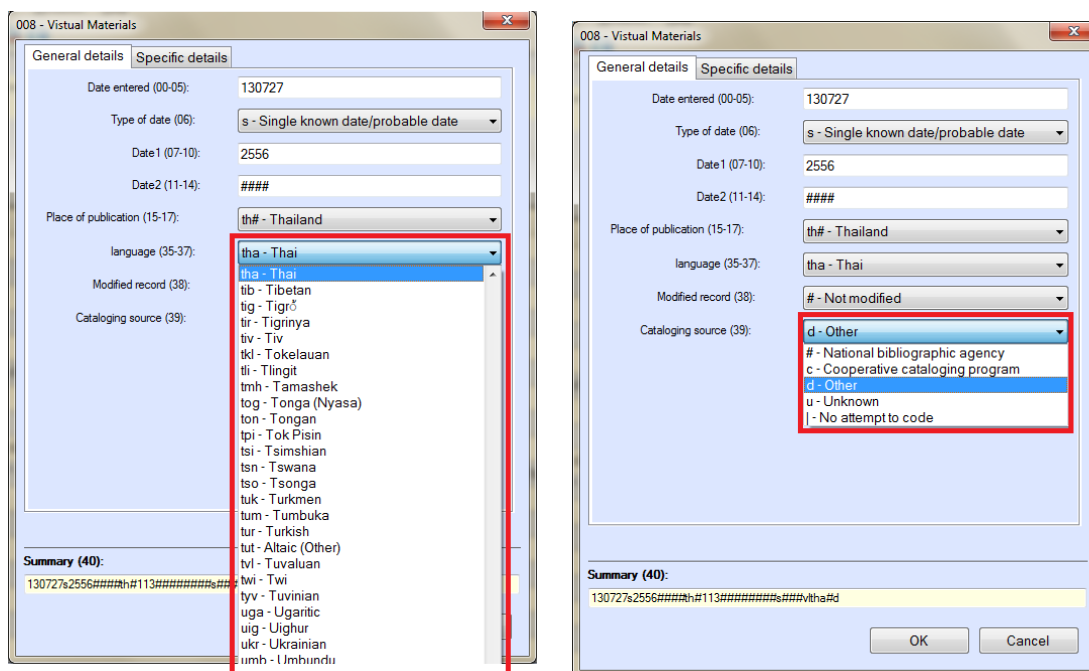 008 - Vistual Materials
General details Specific details
Date entered (00-05): 130727
Type of date (06): s - Single known date/probable date
Date1 (07-10): 2556
Date2 (11-14): ####
Place of publication (15-17): th# - Thailand
language (35-37): tha - Thai
Modified record (38):
Cataloging source (39):
tha - Thai
tib - Tibetan
tig - Tigrỗ
tir - Tigrinya
tiv - Tiv
tkl - Tokelauan
tli - Tlingit
tmh - Tamashek
tog - Tonga (Nyasa)
ton - Tongan
tpi - Tok Pisin
tsi - Tsimshian
tsn - Tswana
tso - Tsonga
tuk - Turkmen
tum - Tumbuka
tur - Turkish
tut - Altaic (Other)
tvl - Tuvaluan
twi - Twi
tyv - Tuvinian
uga - Ugaritic
uig - Uighur
ukr - Ukrainian
umb - Umbundu
Summary (40):
130727s2556####th#113########s##
008 - Vistual Materials
General details Specific details
Date entered (00-05): 130727
Type of date (06): s - Single known date/probable date
Date1 (07-10): 2556
Date2 (11-14): ####
Place of publication (15-17): th# - Thailand
language (35-37): tha - Thai
Modified record (38): # - Not modified
Cataloging source (39): d - Other
# - National bibliographic agency
c - Cooperative cataloging program
d - Other
u - Unknown
| - No attempt to code
Summary (40):
130727s2556####th#113########s####vltha#d
OK Cancel